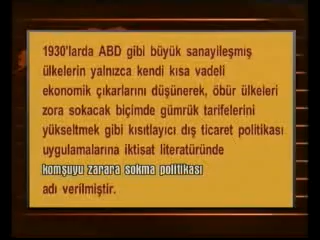 1930'larda ABD gibi büyük sanayileşmiş
ülkelerin yalnızca kendi kısa vadeli
ekonomik çıkarlarını düşünerek, öbür ülkeleri
zora sokacak biçimde gümrük tarifelerini
yükseltmek gibi kısıtlayıcı dış ticaret politikası
uygulamalarına iktisat literatüründe
komşuyu zarara sokma politikası
adı verilmiştir.